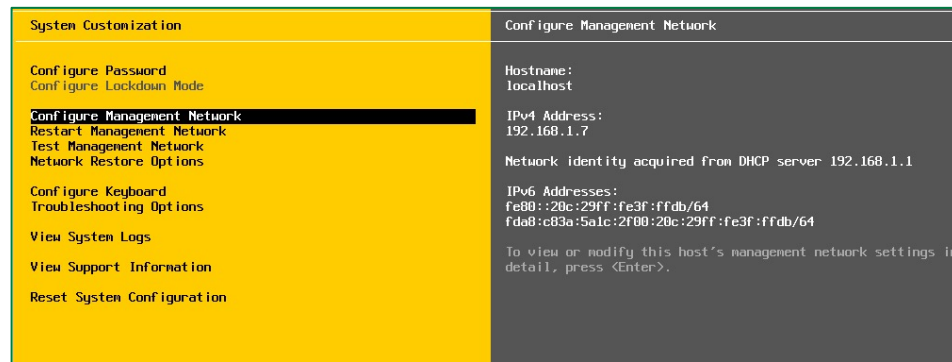 System Customization
Configure Password
Configure Lockdown Mode
Configure Management Network
Restart Management Network
Test Management Network
Network Restore Options
Configure Keyboard
Troubleshooting Options
View System Logs
View Support Information
Reset System Configuration
Configure Management Network
Hostname:
localhost
IPv4 Address:
192.168.1.7
Network identity acquired from DHCP server 192.168.1.1
IPv6 Addresses:
fe80::20c:29ff:fe3f:ffdb/64
fda8:c83a:5a1c:2f00:20c:29ff:fe3f:ffdb/64
To view or modify this host's management network settings in
detail, press <Enter>.